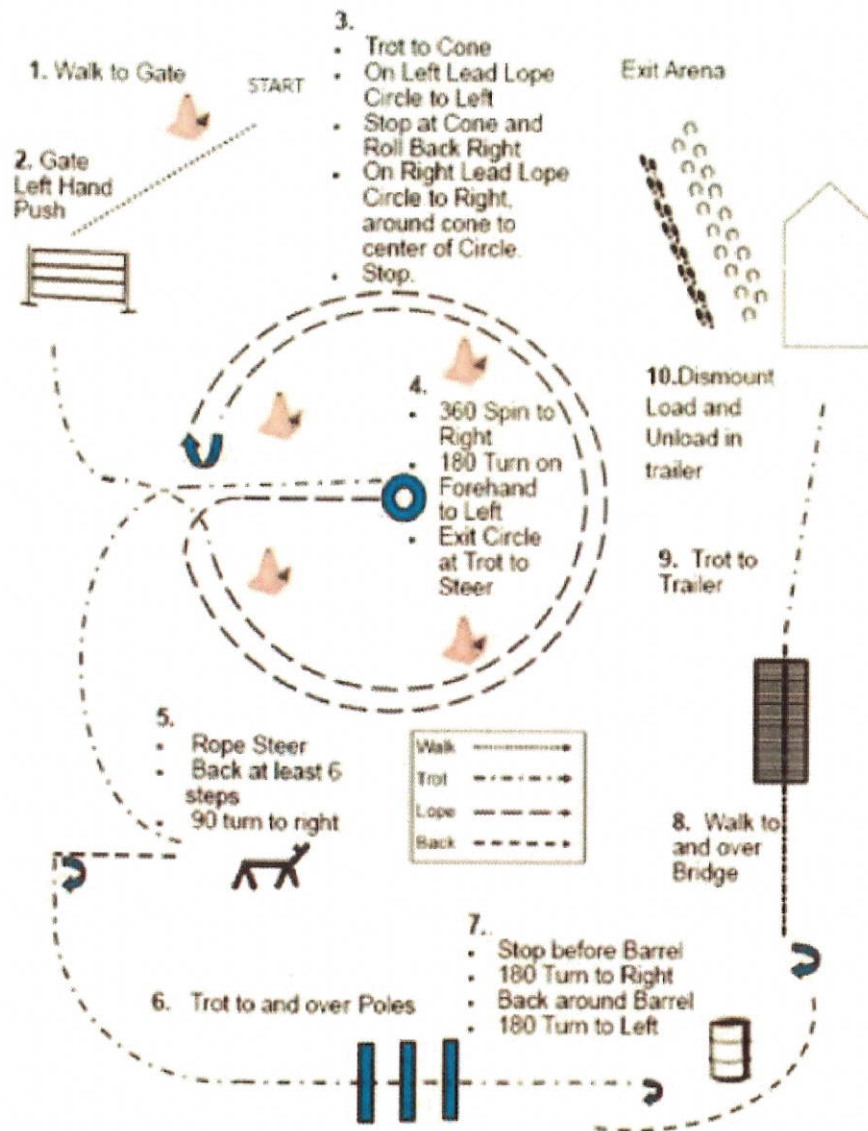 1. Walk to Gate
START
2. Gate
Left Hand
Push
3.
• Trot to Cone
• On Left Lead Lope
Circle to Left
• Stop at Cone and
Roll Back Right
• On Right Lead Lope
Circle to Right,
around cone to
center of Circle.
• Stop.
Exit Arena
4.
• 360 Spin to
Right
• 180 Turn on
Forehand
to Left
• Exit Circle
at Trot to
Steer
10.Dismount
Load and
Unload in
trailer
9. Trot to
Trailer
5.
• Rope Steer
• Back at least 6
steps
• 90 turn to right
Walk
Trot
Lope
Back
8. Walk to
and over
Bridge
7..
• Stop before Barrel
• 180 Turn to Right
• Back around Barrel
• 180 Turn to Left
6. Trot to and over Poles